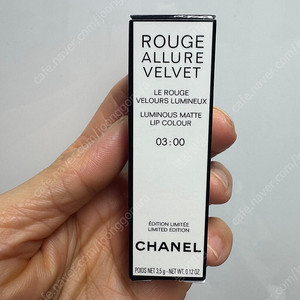 ROUGE
ALLURE
VELVET
LE ROUGE
VELOURS LUMINEUX
LUMINOUS MATTE
LIP COLOUR
03:00
ÉDITION LIMITÉE
LIMITED EDITION
CHANEL
POIDS NET 3.5 g - NET WT. 0.12 OZ.